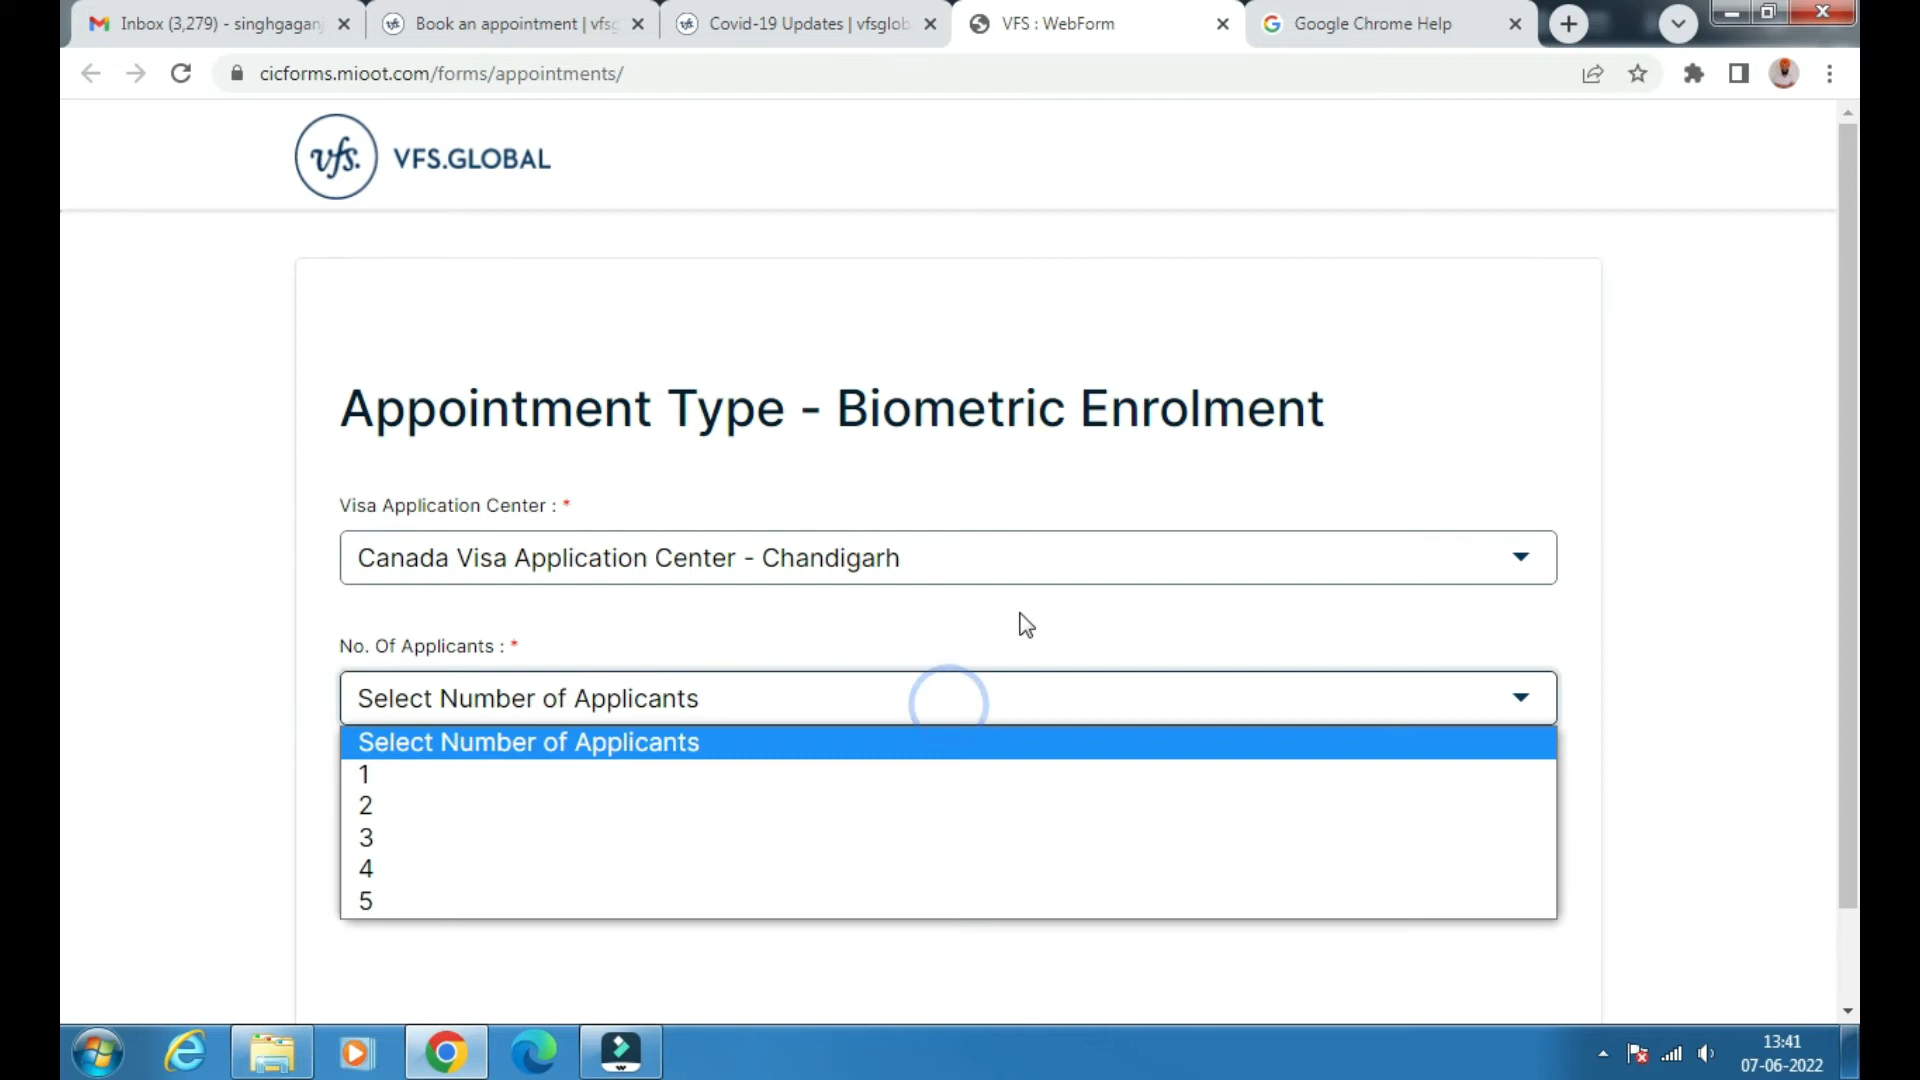 Inbox (3,279) - singhgaganj
Book an appointment | vfsg
Covid-19 Updates | vfsglob
VFS : WebForm
Google Chrome Help
cicforms.mioot.com/forms/appointments/
vfs.
VFS.GLOBAL
Appointment Type - Biometric Enrolment
Visa Application Center : *
Canada Visa Application Center - Chandigarh
No. Of Applicants : *
Select Number of Applicants
Select Number of Applicants
1
2
3
4
5
13:41
07-06-2022